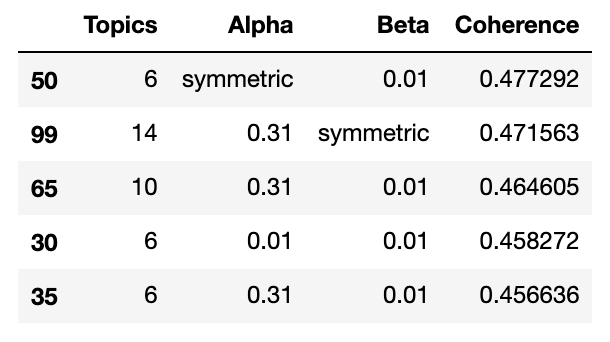 Topics Alpha Beta Coherence
50 6 symmetric 0.01 0.477292
99 14 0.31 symmetric 0.471563
65 10 0.31 0.01 0.464605
30 6 0.01 0.01 0.458272
35 6 0.31 0.01 0.456636